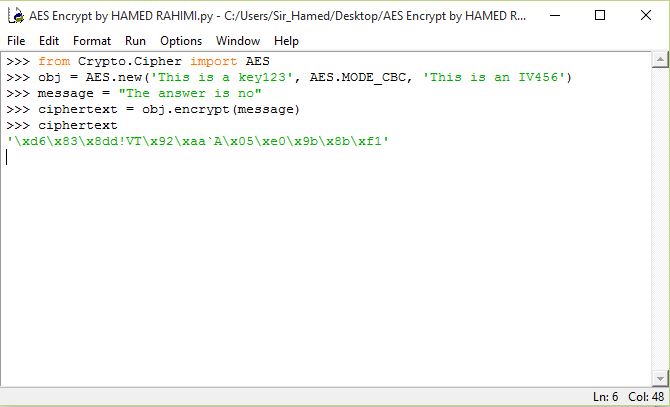 AES Encrypt by HAMED RAHIMI.py - C:/Users/Sir_Hamed/Desktop/AES Encrypt by HAMED R...
File Edit Format Run Options Window Help
>>> from Crypto.Cipher import AES
>>> obj = AES.new('This is a key123', AES.MODE_CBC, 'This is an IV456')
>>> message = "The answer is no"
>>> ciphertext = obj.encrypt(message)
>>> ciphertext
'\xd6\x83\x8dd!VT\x92\xaa`A\x05\xe0\x9b\x8b\xf1'
Ln: 6 Col: 48